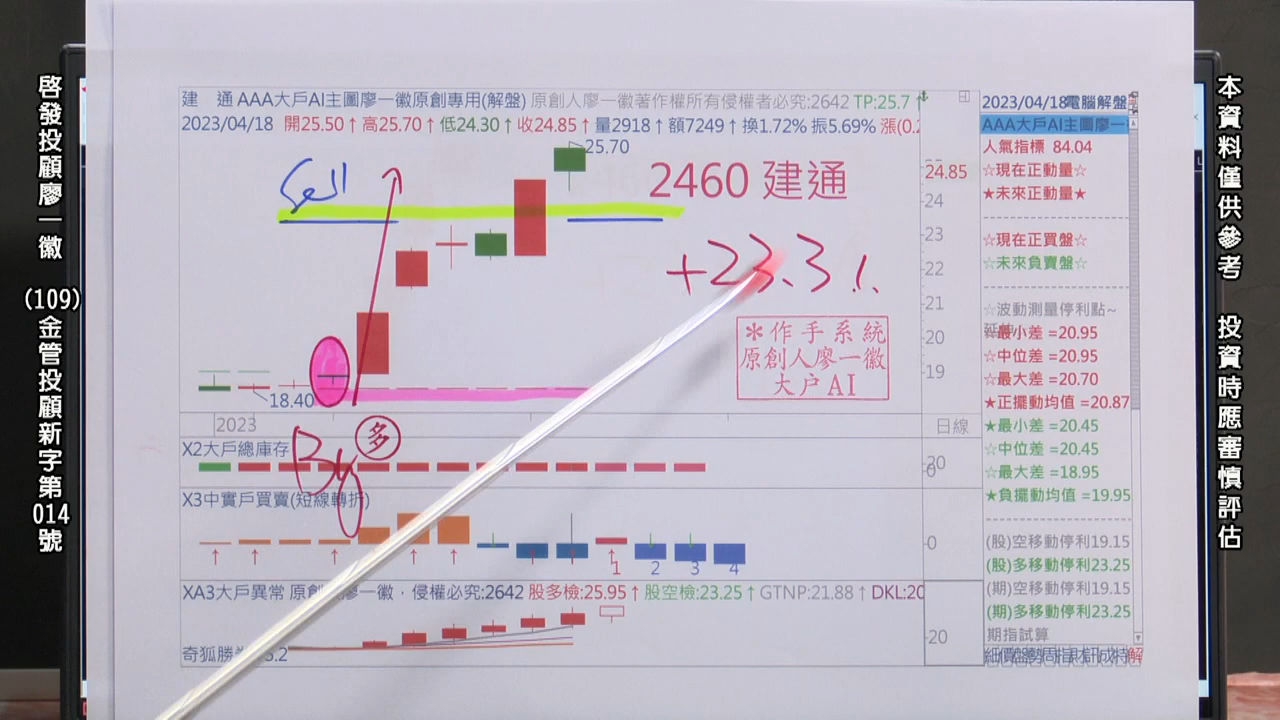 啓發投顧廖一徽 (109)金管投顧新字第014號
本資料僅供參考 投資時應審慎評估
建 通 AAA大戶AI主圖廖一徽原創專用(解盤) 原創人廖一徽著作權所有侵權者必究:2642 TP:25.7↑
2023/04/18 開25.50↑ 高25.70↑ 低24.30↑ 收24.85↑ 量2918↑ 額7249↑ 換1.72% 振5.69% 漲(0.2
25.70
Sell
2460 建通
+23.3%
24.85
24
23
22
21
20
19
18.40
＊作手系統
原創人廖一徽
大户AI
2023
日線
By
多
X2大戶總庫存
X3中實戶買賣(短線轉折)
0
1
2
3
4
XA3大戶異常 原創人廖一徽，侵權必究:2642 股多檢:25.95↑ 股空檢:23.25↑ GTNP:21.88↑ DKL:20
20
奇狐勝券
2023/04/18電腦解盤
AAA大戶AI主圖廖一
人氣指標 84.04
☆現在正動量☆
★未來正動量★
☆現在正買盤☆
☆未來負賣盤☆
☆波動測量停利點~
☆最小差 =20.95
☆中位差 =20.95
☆最大差 =20.70
★正擺動均值 =20.87
★最小差 =20.45
☆中位差 =20.45
☆最大差 =18.95
★負擺動均值 =19.95
(股)空移動停利19.15
(股)多移動停利23.25
(期)空移動停利19.15
(期)多移動停利23.25
期指試算